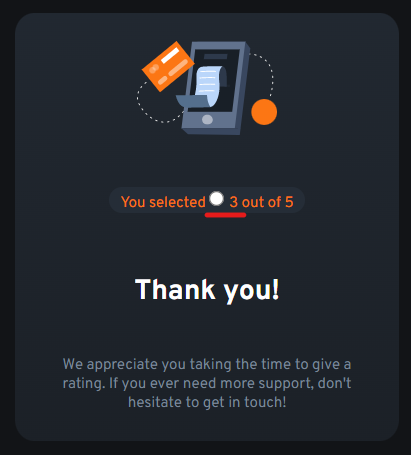 You selected 3 out of 5
Thank you!
We appreciate you taking the time to give a
rating. If you ever need more support, don't
hesitate to get in touch!